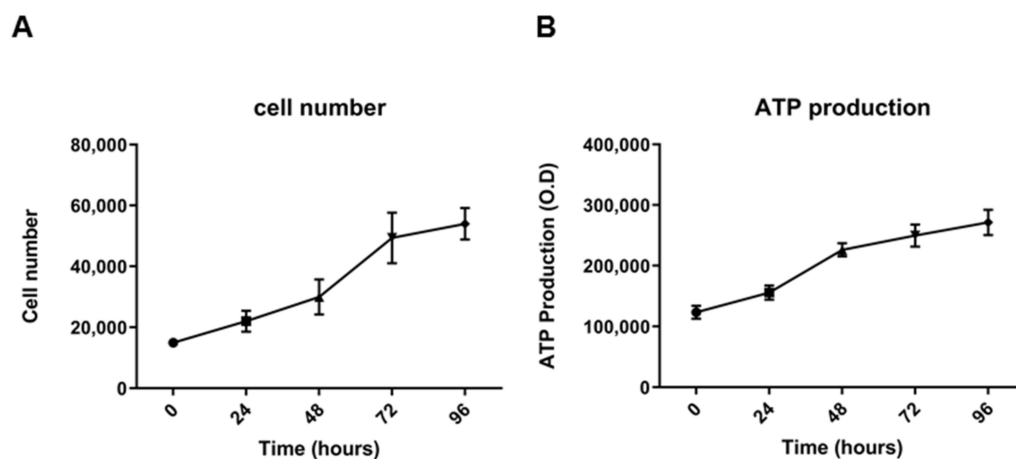 A
cell number
80,000
60,000
40,000
20,000
0
Cell number
0
24
48
72
96
Time (hours)
B
ATP production
400,000
300,000
200,000
100,000
0
ATP Production (O.D)
0
24
48
72
96
Time (hours)